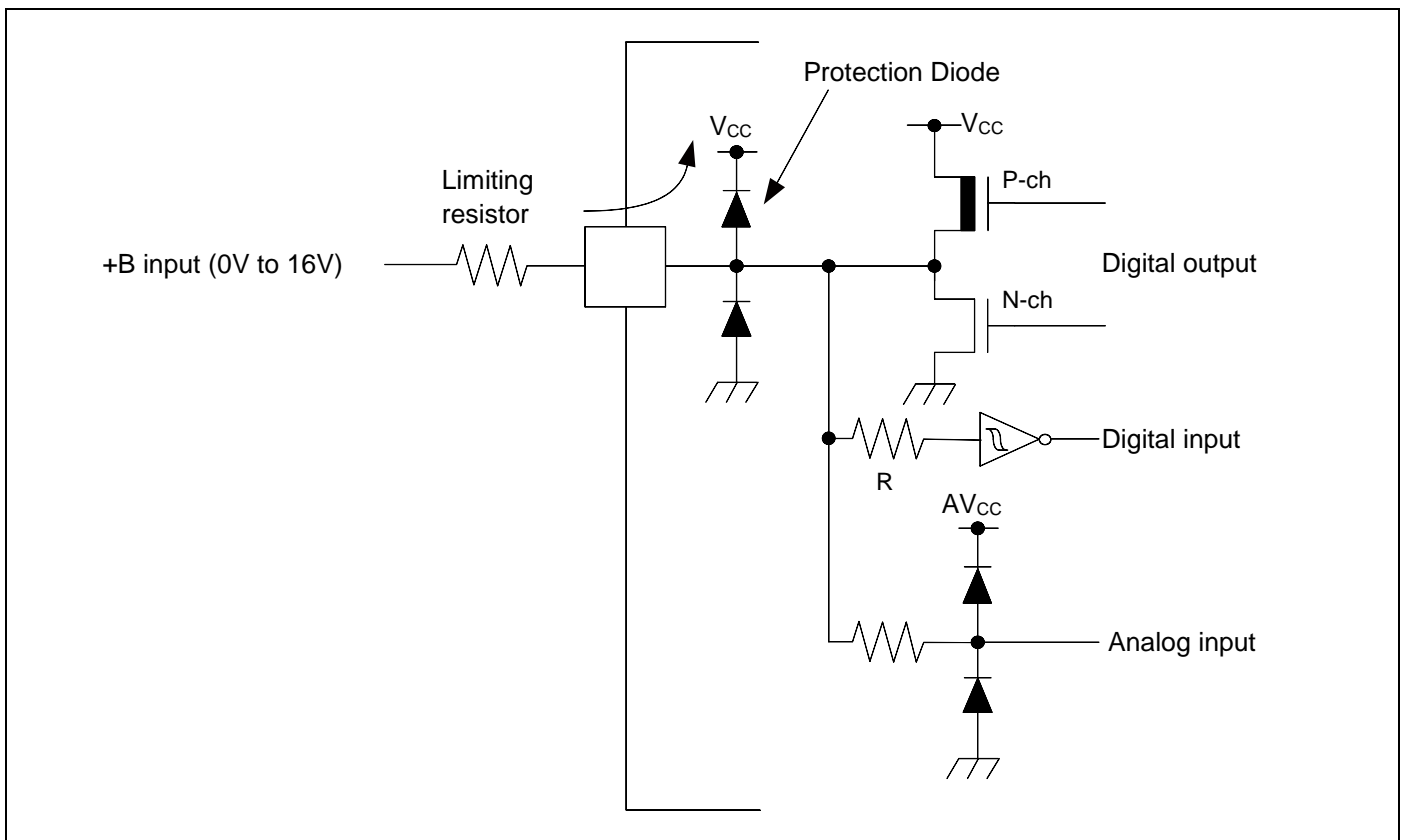 Protection Diode
VCC
VCC
Limiting
resistor
P-ch
+B input (0V to 16V)
Digital output
N-ch
Digital input
R
AVCC
Analog input